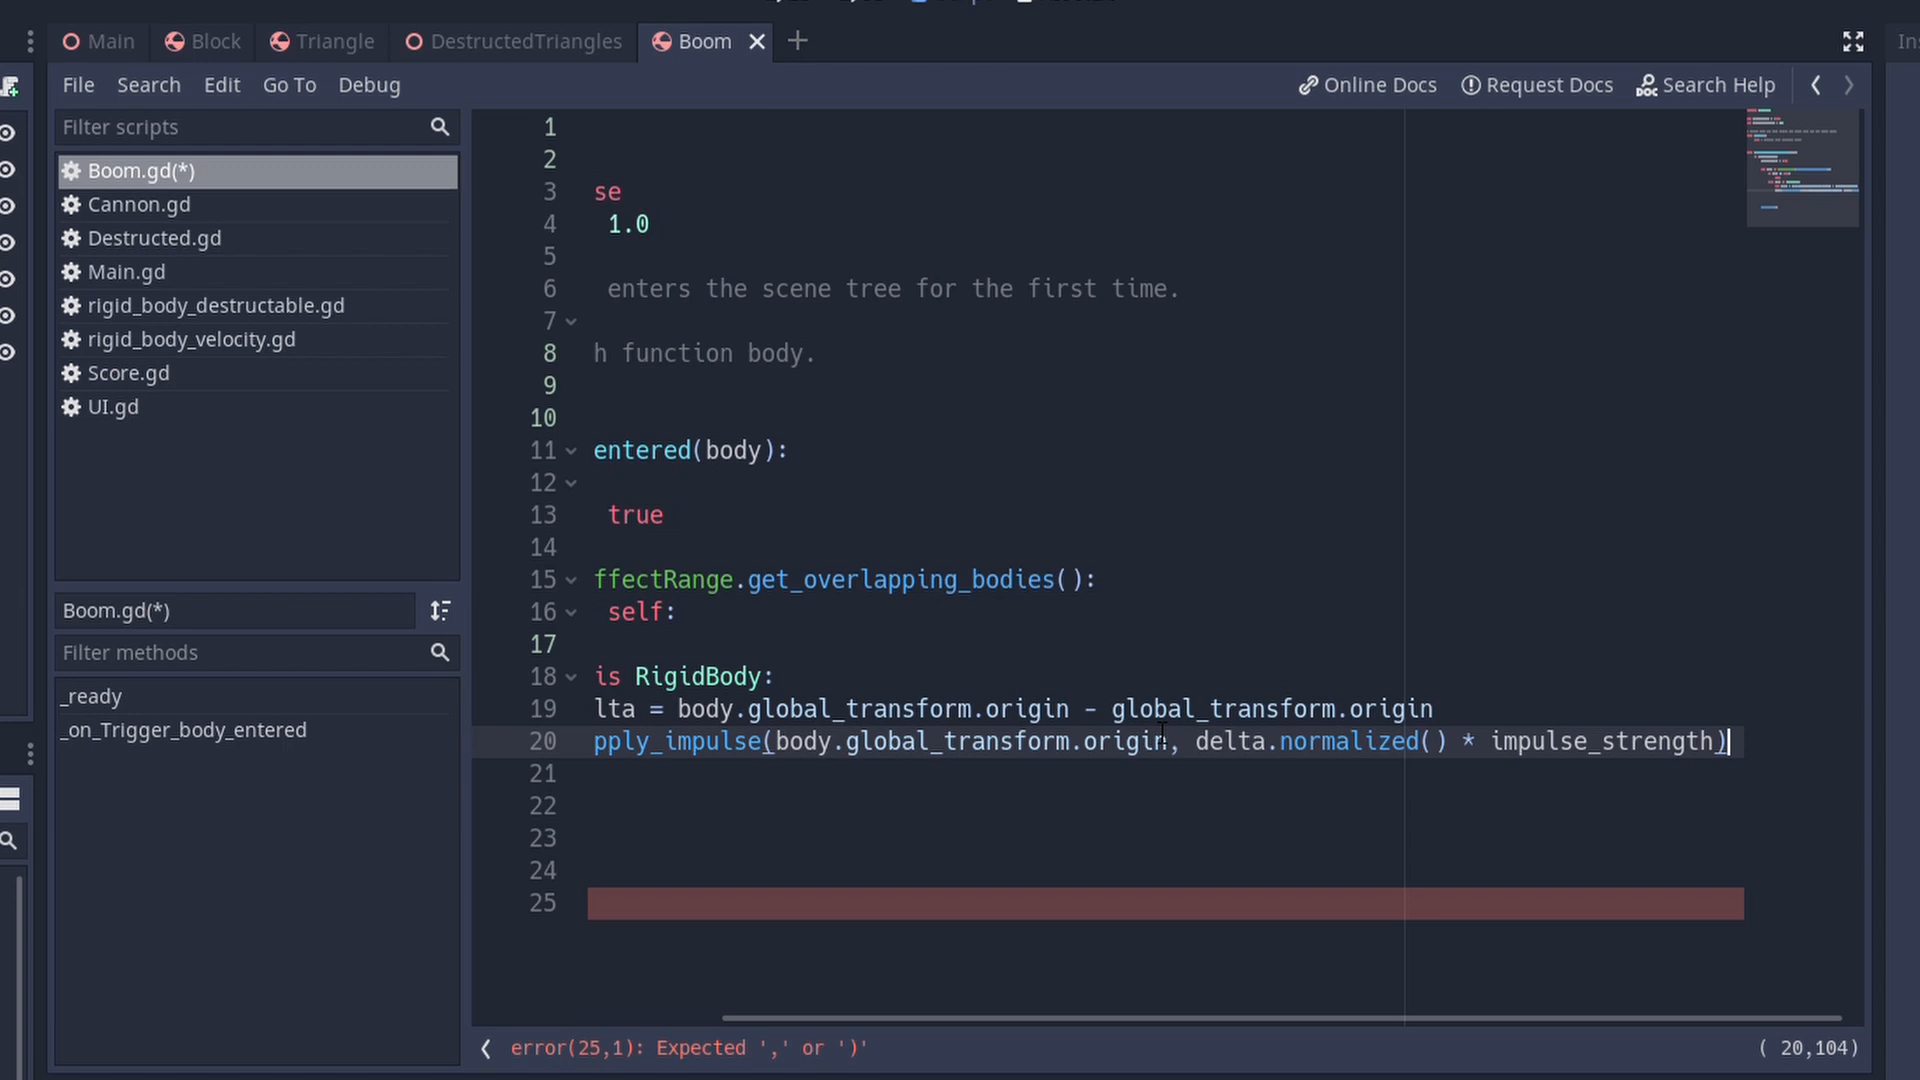 Main
Block
Triangle
DestructedTriangles
Boom
File
Search
Edit
Go To
Debug
Online Docs
Request Docs
Search Help
Filter scripts
Boom.gd(*)
Cannon.gd
Destructed.gd
Main.gd
rigid_body_destructable.gd
rigid_body_velocity.gd
Score.gd
UI.gd
Boom.gd(*)
Filter methods
_ready
_on_Trigger_body_entered
1
2
3 se
4 1.0
5
6 enters the scene tree for the first time.
7
8 h function body.
9
10
11 entered(body):
12
13 true
14
15 ffectRange.get_overlapping_bodies():
16 self:
17
18 is RigidBody:
19 lta = body.global_transform.origin - global_transform.origin
20 pply_impulse(body.global_transform.origin, delta.normalized() * impulse_strength)
21
22
23
24
25
error(25,1): Expected ',' or ')'
( 20,104)